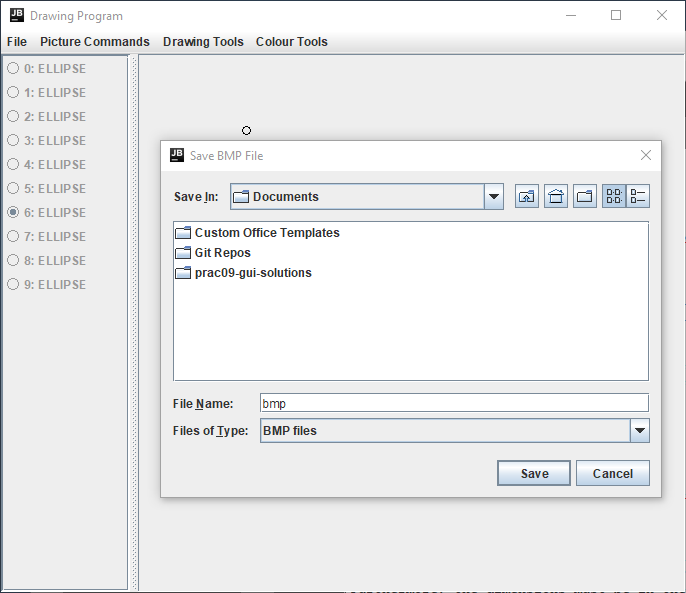 JB Drawing Program
File Picture Commands Drawing Tools Colour Tools
0: ELLIPSE
1: ELLIPSE
2: ELLIPSE
3: ELLIPSE
4: ELLIPSE
5: ELLIPSE
6: ELLIPSE
7: ELLIPSE
8: ELLIPSE
9: ELLIPSE
JB Save BMP File
Save In: Documents
Custom Office Templates
Git Repos
prac09-gui-solutions
File Name: bmp
Files of Type: BMP files
Save Cancel